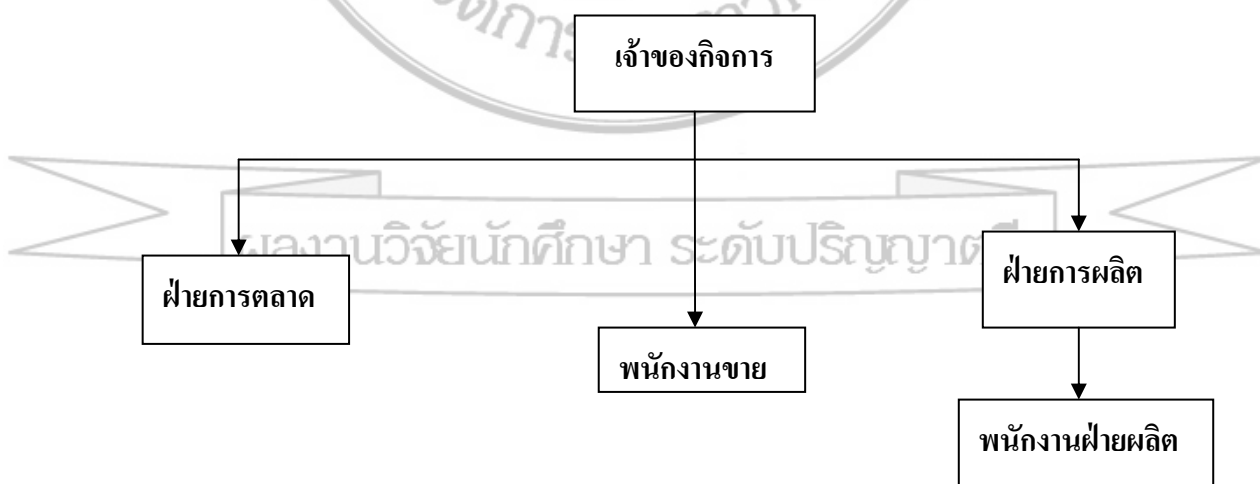 เจ้าของกิจการ
ผลงานวิจัยนักศึกษา ระดับปริญญาตรี
ฝ่ายการตลาด
ฝ่ายการผลิต
พนักงานขาย
พนักงานฝ่ายผลิต